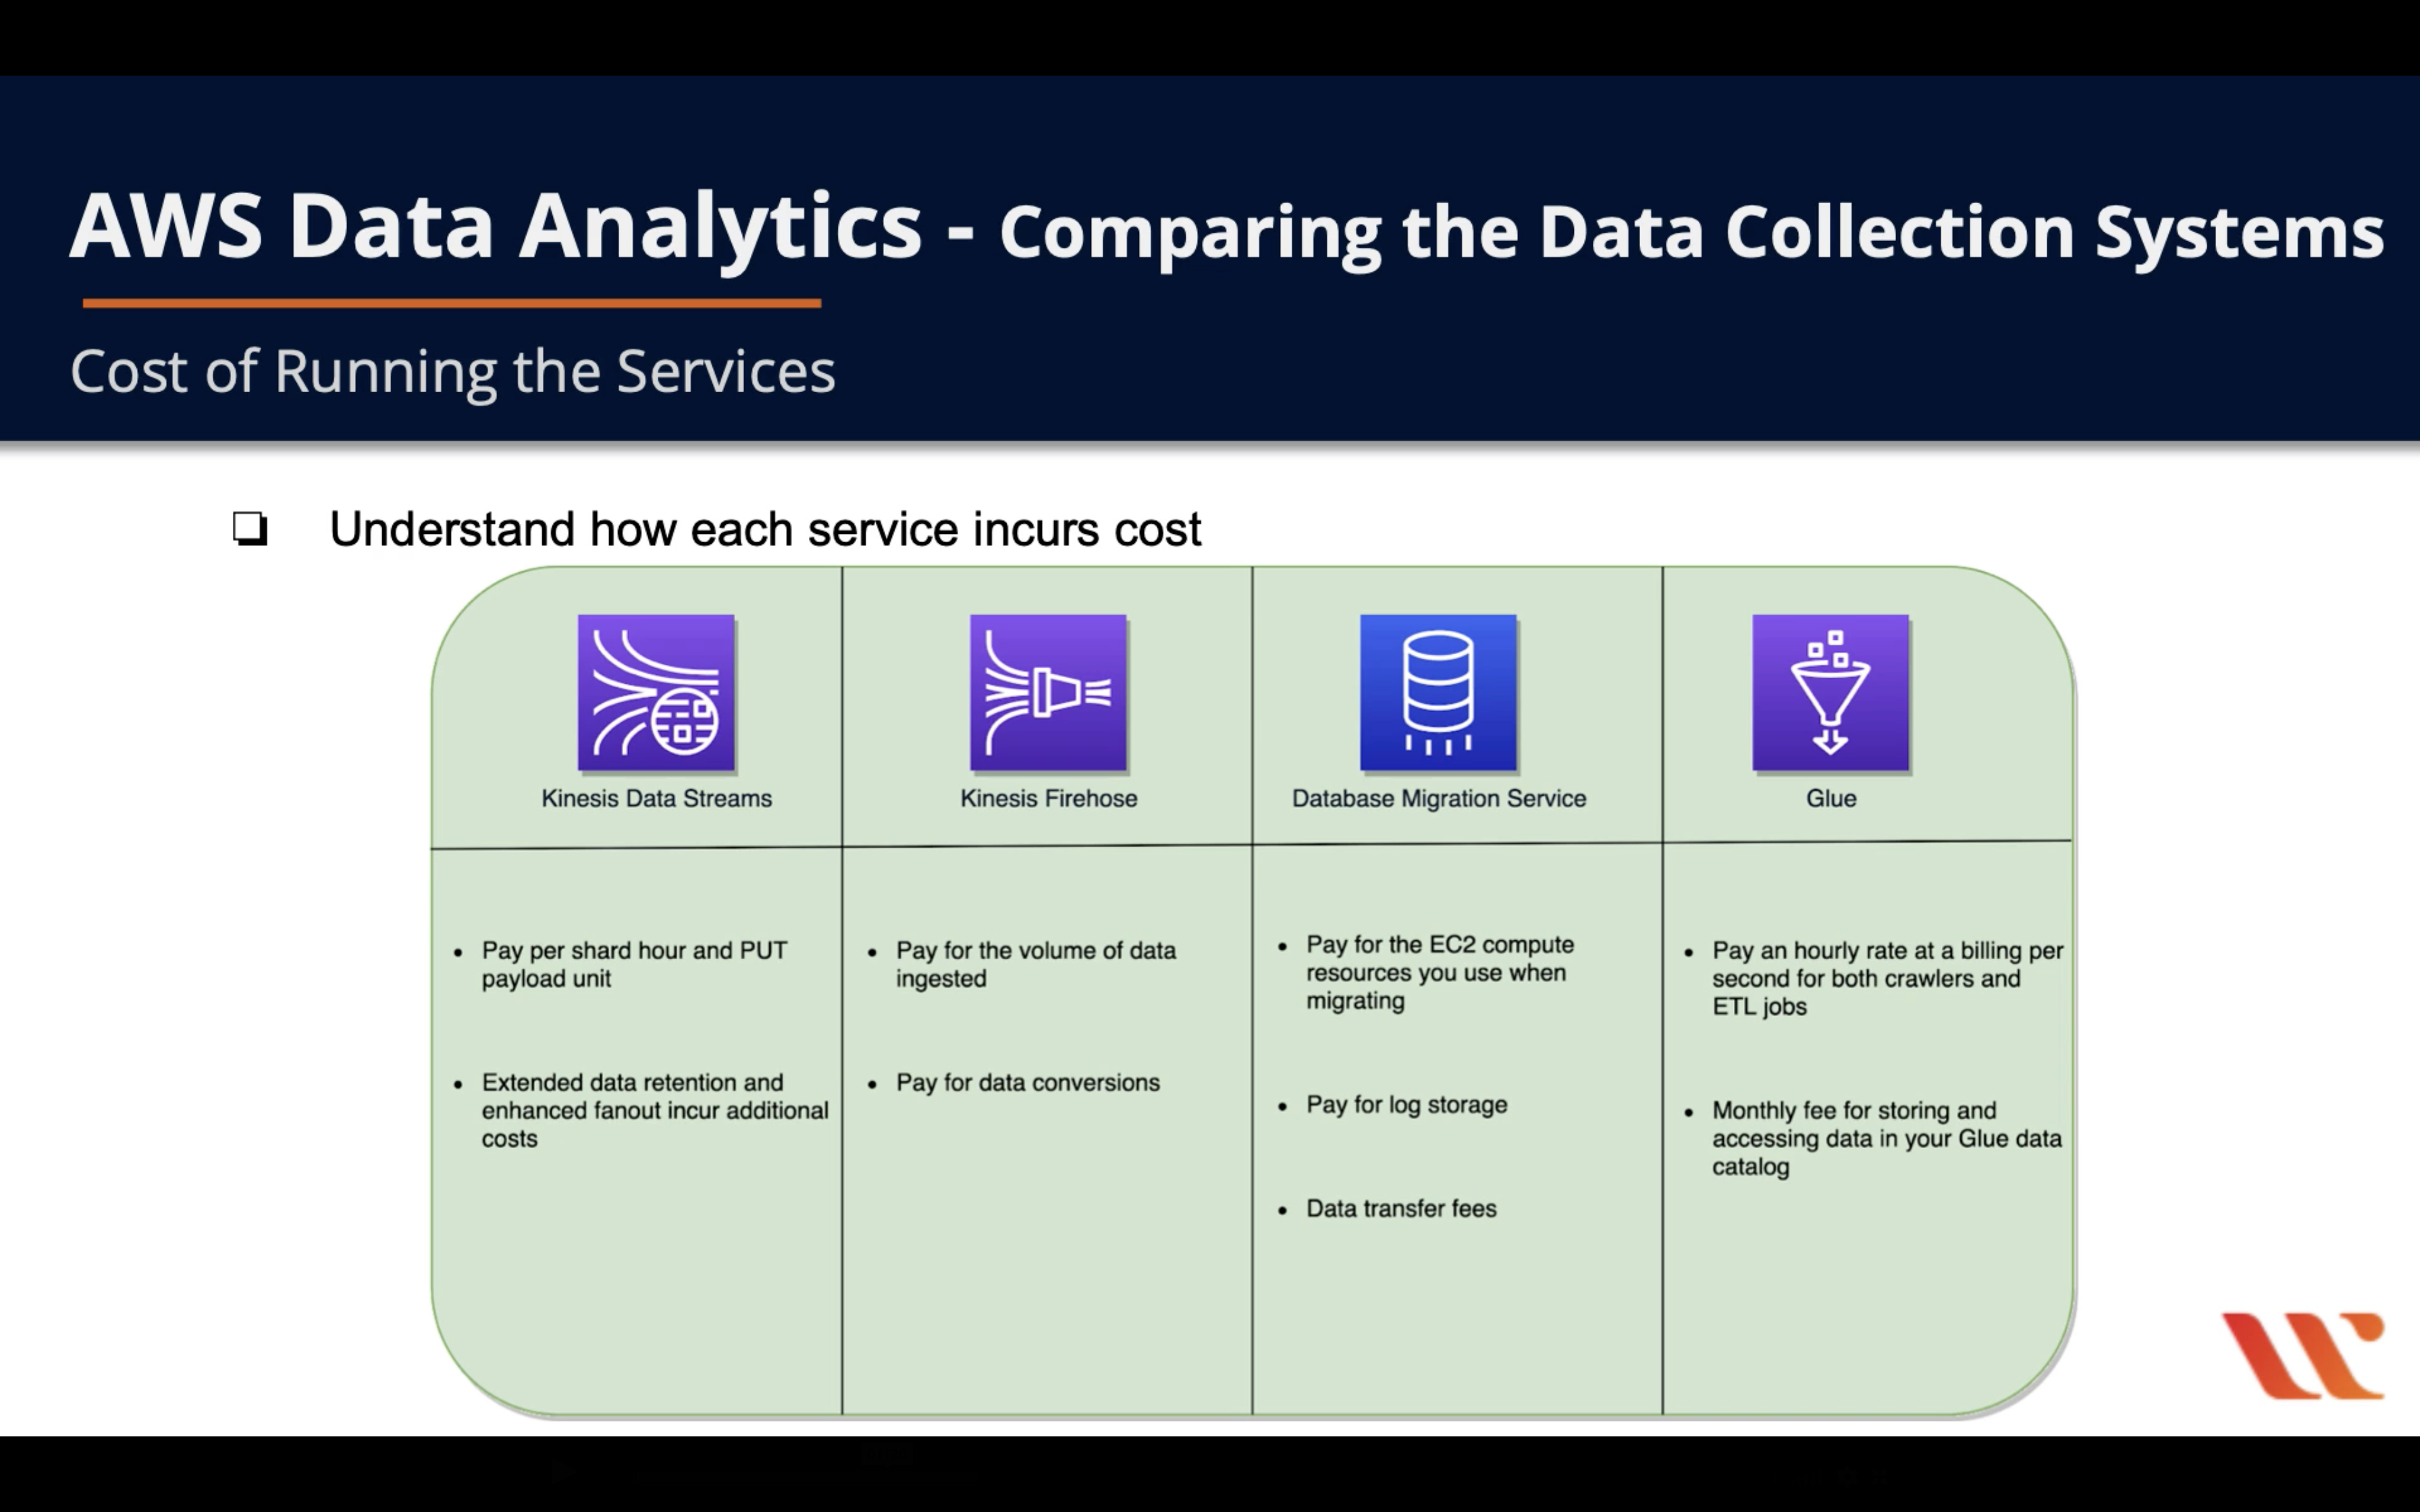 AWS Data Analytics - Comparing the Data Collection Systems
Cost of Running the Services
Understand how each service incurs cost
Kinesis Data Streams
Kinesis Firehose
Database Migration Service
Glue
Pay per shard hour and PUT
payload unit
Extended data retention and
enhanced fanout incur additional
costs
Pay for the volume of data
ingested
Pay for data conversions
Pay for the EC2 compute
resources you use when
migrating
Pay for log storage
Data transfer fees
Pay an hourly rate at a billing per
second for both crawlers and
ETL jobs
Monthly fee for storing and
accessing data in your Glue data
catalog